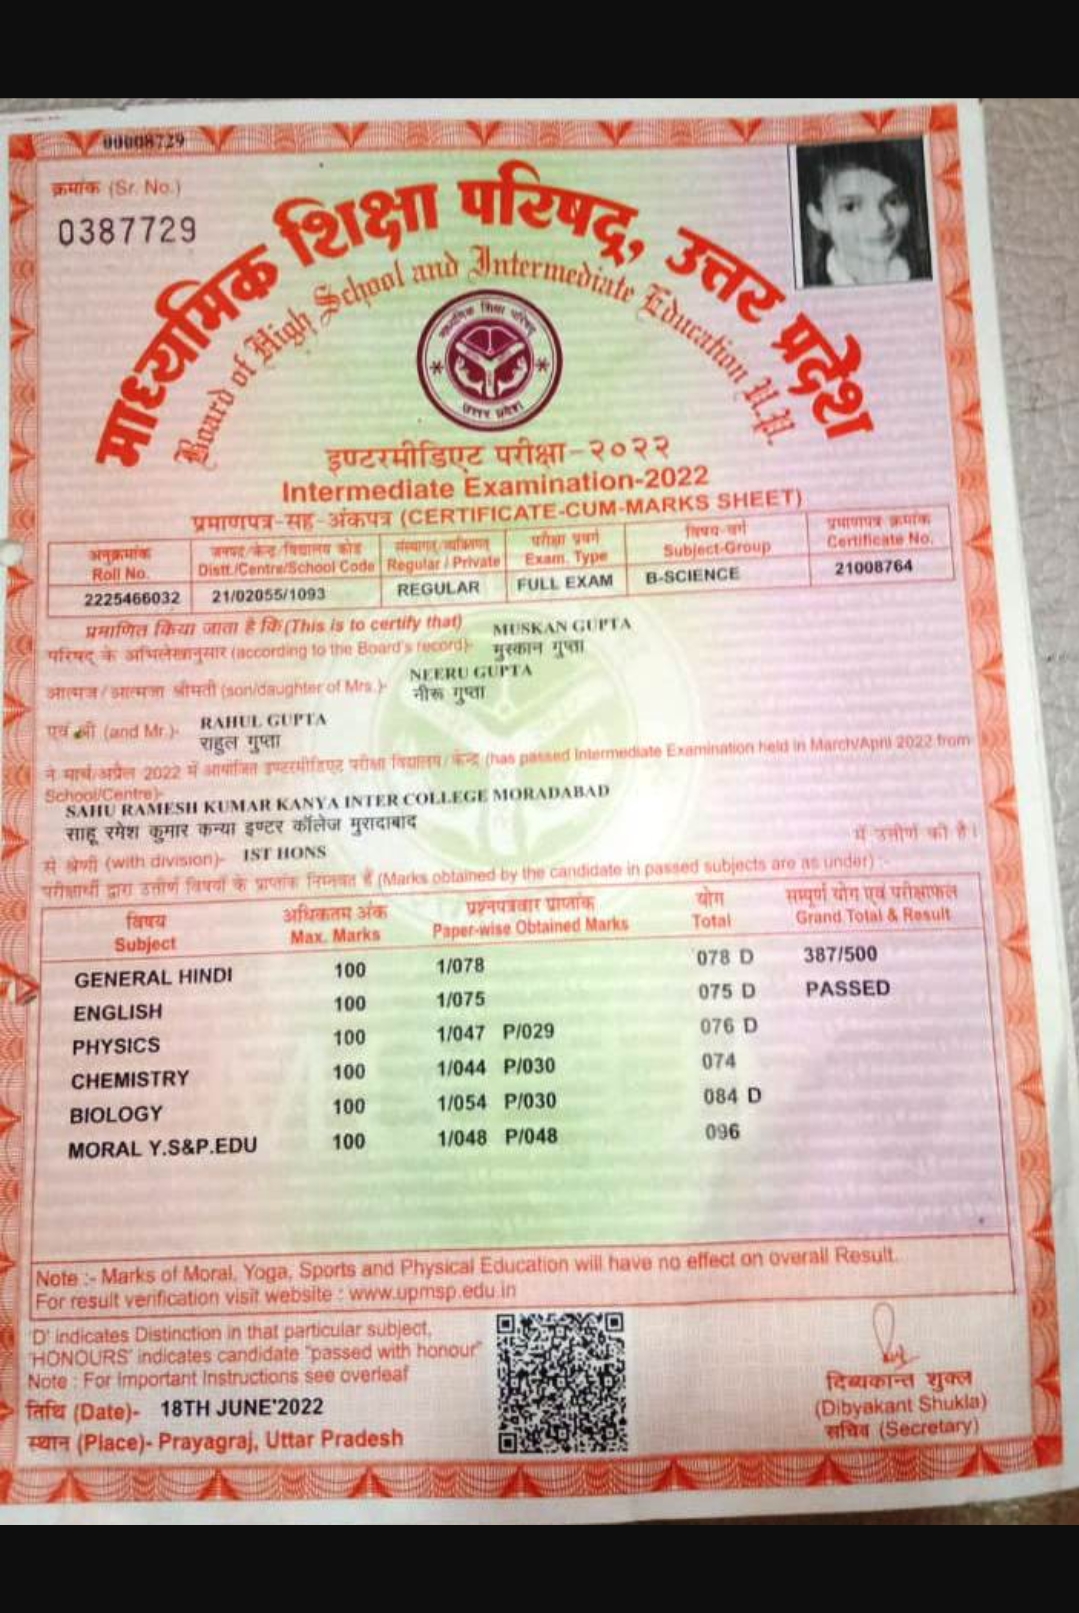 00008729
क्रमांक (Sr. No.)
0387729
माध्यमिक शिक्षा परिषद्, उत्तर प्रदेश
Board of High School and Intermediate Education U.P.
माध्यमिक शिक्षा परिषद्
उत्तर प्रदेश
इण्टरमीडिएट परीक्षा-२०२२
Intermediate Examination-2022
प्रमाणपत्र-सह-अंकपत्र (CERTIFICATE-CUM-MARKS SHEET)
अनुक्रमांक जनपद/केन्द्र/विद्यालय कोड संस्थागत/व्यक्तिगत परीक्षा प्रवर्ग विषय-वर्ग प्रमाणपत्र क्रमांक
Roll No. Distt./Centre/School Code Regular / Private Exam. Type Subject-Group Certificate No.
2225466032 21/02055/1093 REGULAR FULL EXAM B-SCIENCE 21008764
प्रमाणित किया जाता है कि (This is to certify that) MUSKAN GUPTA
परिषद् के अभिलेखानुसार (according to the Board's record)- मुस्कान गुप्ता
NEERU GUPTA
आत्मज/आत्मजा श्रीमती (son/daughter of Mrs.)- नीरू गुप्ता
RAHUL GUPTA
एवं श्री (and Mr.)- राहुल गुप्ता
ने मार्च/अप्रैल 2022 में आयोजित इण्टरमीडिएट परीक्षा विद्यालय/केन्द्र (has passed Intermediate Examination held in March/April 2022 from
School/Centre)-
SAHU RAMESH KUMAR KANYA INTER COLLEGE MORADABAD
साहू रमेश कुमार कन्या इण्टर कॉलेज मुरादाबाद
से श्रेणी (with division)- IST HONS में उत्तीर्ण की है।
परीक्षार्थी द्वारा उत्तीर्ण विषयों के प्राप्तांक निम्नवत हैं (Marks obtained by the candidate in passed subjects are as under) :-
विषय अधिकतम अंक प्रश्नपत्रवार प्राप्तांक योग सम्पूर्ण योग एवं परीक्षाफल
Subject Max. Marks Paper-wise Obtained Marks Total Grand Total & Result
GENERAL HINDI 100 1/078 078 D 387/500
ENGLISH 100 1/075 075 D PASSED
PHYSICS 100 1/047 P/029 076 D
CHEMISTRY 100 1/044 P/030 074
BIOLOGY 100 1/054 P/030 084 D
MORAL Y.S&P.EDU 100 1/048 P/048 096
Note :- Marks of Moral, Yoga, Sports and Physical Education will have no effect on overall Result.
For result verification visit website : www.upmsp.edu.in
'D' indicates Distinction in that particular subject,
'HONOURS' indicates candidate "passed with honour"
Note : For Important Instructions see overleaf
तिथि (Date)- 18TH JUNE'2022
स्थान (Place)- Prayagraj, Uttar Pradesh
दिब्यकान्त शुक्ल
(Dibyakant Shukla)
सचिव (Secretary)